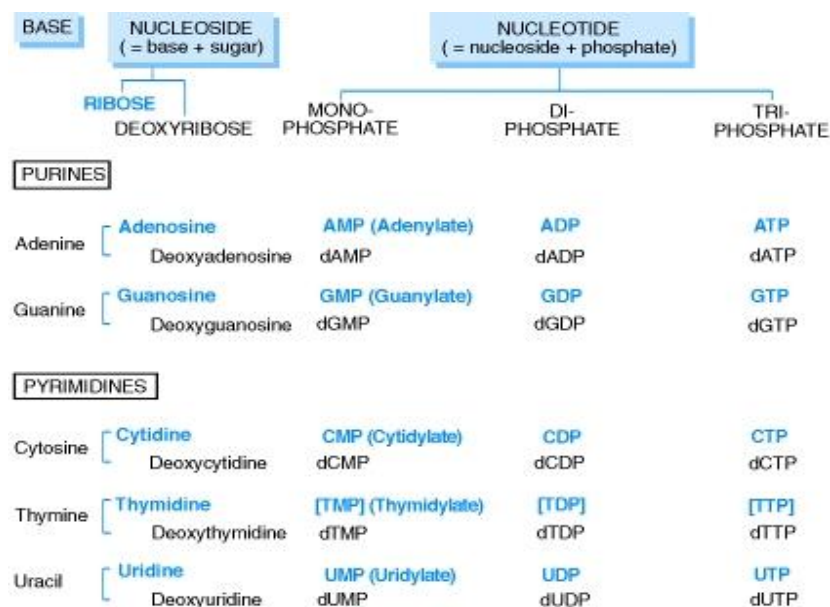 BASE
NUCLEOSIDE
( = base + sugar)
NUCLEOTIDE
( = nucleoside + phosphate)
RIBOSE
DEOXYRIBOSE
MONO-
PHOSPHATE
DI-
PHOSPHATE
TRI-
PHOSPHATE
PURINES
Adenine
Adenosine AMP (Adenylate) ADP ATP
Deoxyadenosine dAMP dADP dATP
Guanine
Guanosine GMP (Guanylate) GDP GTP
Deoxyguanosine dGMP dGDP dGTP
PYRIMIDINES
Cytosine
Cytidine CMP (Cytidylate) CDP CTP
Deoxycytidine dCMP dCDP dCTP
Thymine
Thymidine [TMP] (Thymidylate) [TDP] [TTP]
Deoxythymidine dTMP dTDP dTTP
Uracil
Uridine UMP (Uridylate) UDP UTP
Deoxyuridine dUMP dUDP dUTP